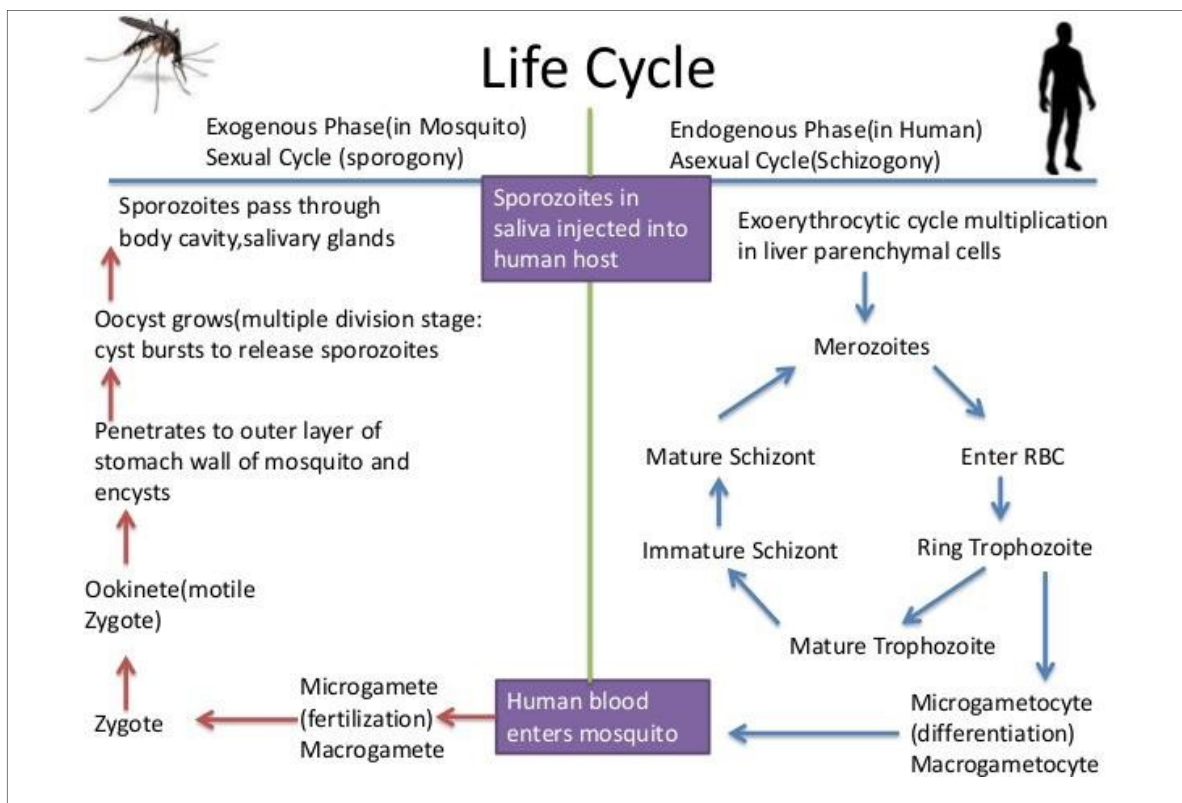 Life Cycle
Exogenous Phase(in Mosquito)
Sexual Cycle (sporogony)
Endogenous Phase(in Human)
Asexual Cycle(Schizogony)
Sporozoites in
saliva injected into
human host
Sporozoites pass through
body cavity,salivary glands
Oocyst grows(multiple division stage:
cyst bursts to release sporozoites
Penetrates to outer layer of
stomach wall of mosquito and
encysts
Ookinete(motile
Zygote)
Zygote
Microgamete
(fertilization)
Macrogamete
Human blood
enters mosquito
Exoerythrocytic cycle multiplication
in liver parenchymal cells
Merozoites
Mature Schizont
Enter RBC
Immature Schizont
Ring Trophozoite
Mature Trophozoite
Microgametocyte
(differentiation)
Macrogametocyte